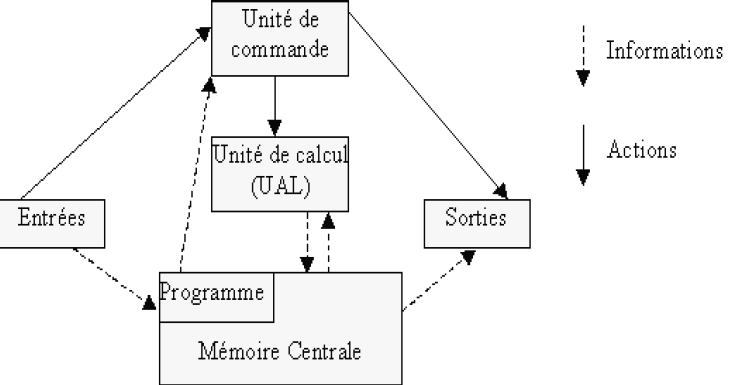 Unité de
commande
Informations
Unité de calcul
(UAL)
Actions
Entrées
Sorties
Programme
Mémoire Centrale